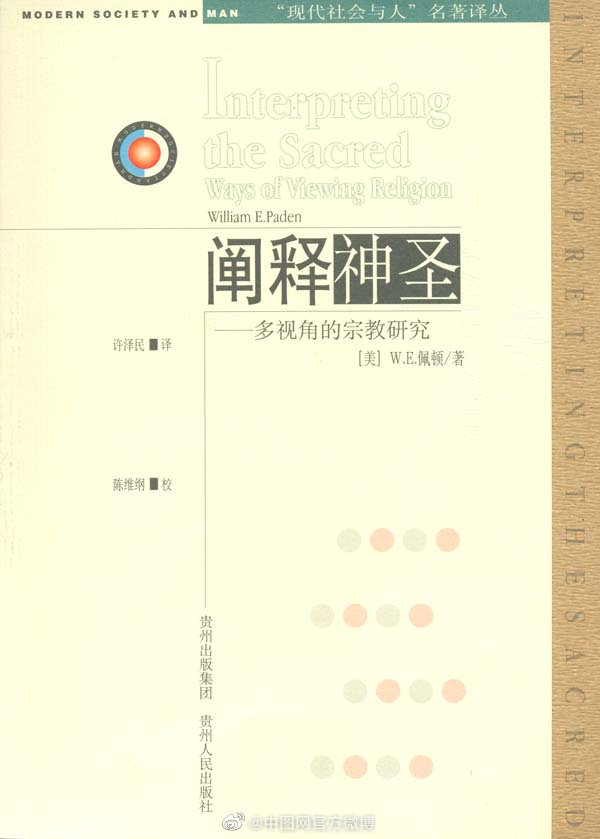 MODERN SOCIETY AND MAN
“现代社会与人”名著译丛
Interpreting
the Sacred
Ways of Viewing Religion
William E.Paden
阐释神圣
——多视角的宗教研究
[美] W.E.佩顿/著
许泽民■译
陈维纲■校
贵州出版集团 贵州人民出版社
INTERPRETINGTHESACRED
@中图网官方微博